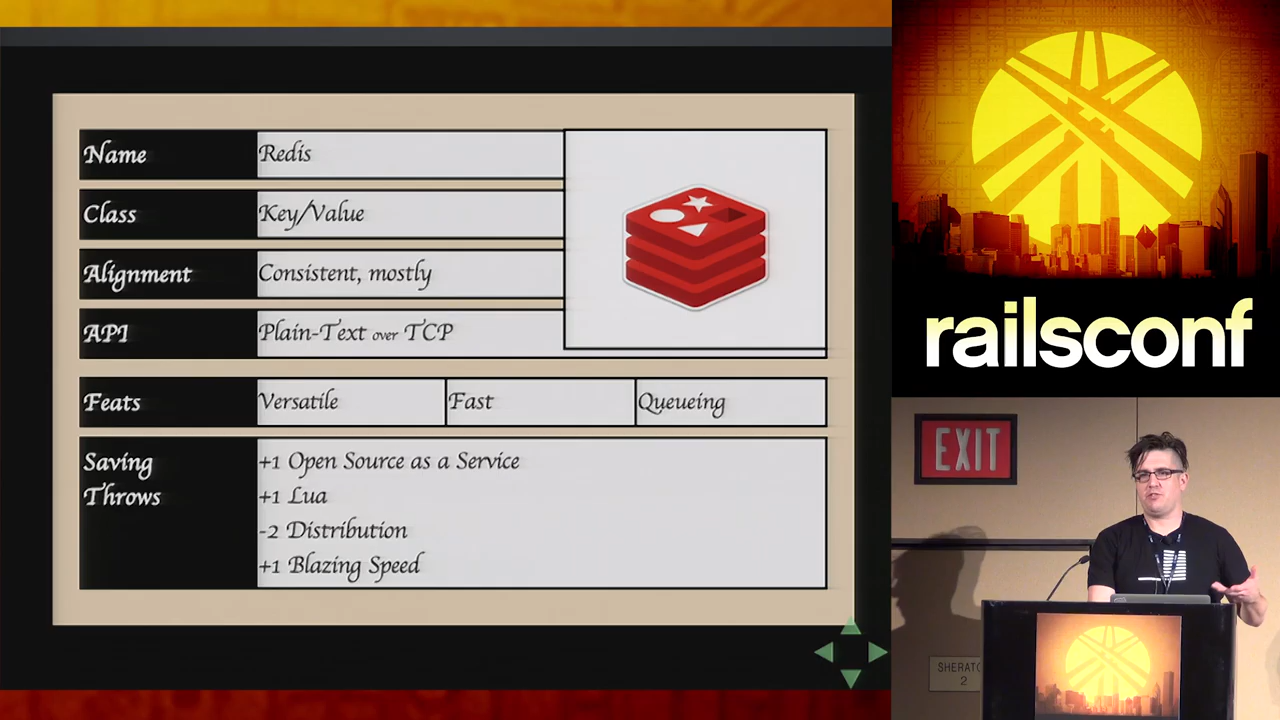 Name Redis
Class Key/Value
Alignment Consistent, mostly
API Plain-Text over TCP
Feats Versatile Fast Queueing
Saving
Throws
+1 Open Source as a Service
+1 Lua
-2 Distribution
+1 Blazing Speed
railsconf
EXIT
2